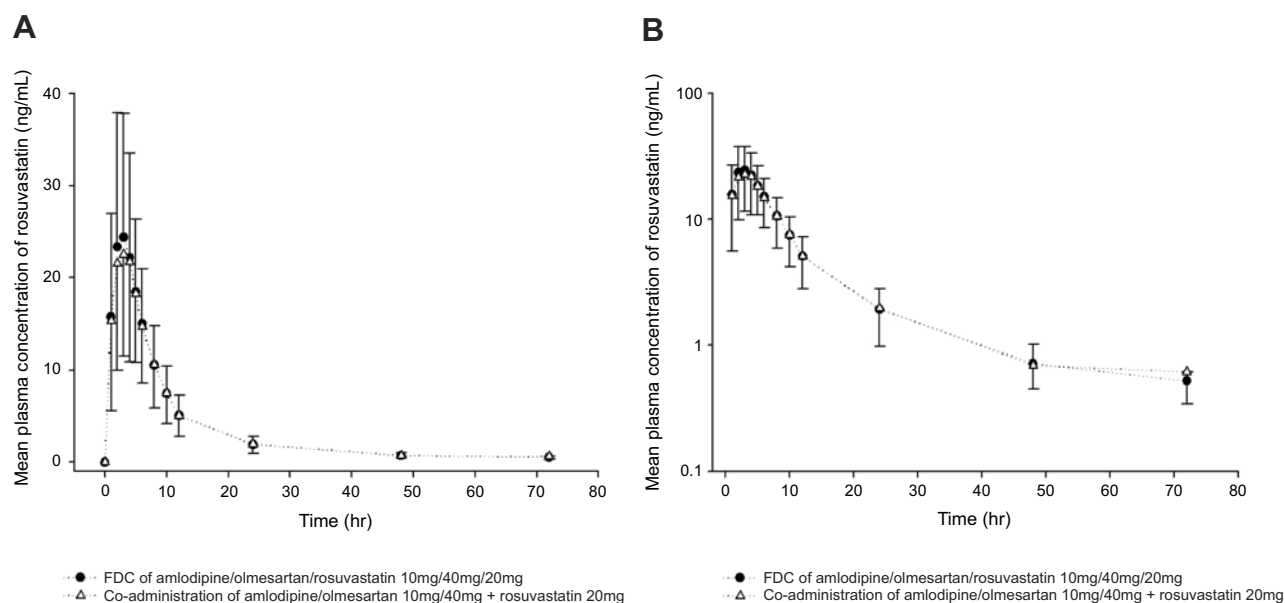 A
Mean plasma concentration of rosuvastatin (ng/mL)
40
30
20
10
0
0 10 20 30 40 50 60 70 80
Time (hr)
FDC of amlodipine/olmesartan/rosuvastatin 10mg/40mg/20mg
Co-administration of amlodipine/olmesartan 10mg/40mg + rosuvastatin 20mg
B
Mean plasma concentration of rosuvastatin (ng/mL)
100
10
1
0.1
0 10 20 30 40 50 60 70 80
Time (hr)
FDC of amlodipine/olmesartan/rosuvastatin 10mg/40mg/20mg
Co-administration of amlodipine/olmesartan 10mg/40mg + rosuvastatin 20mg